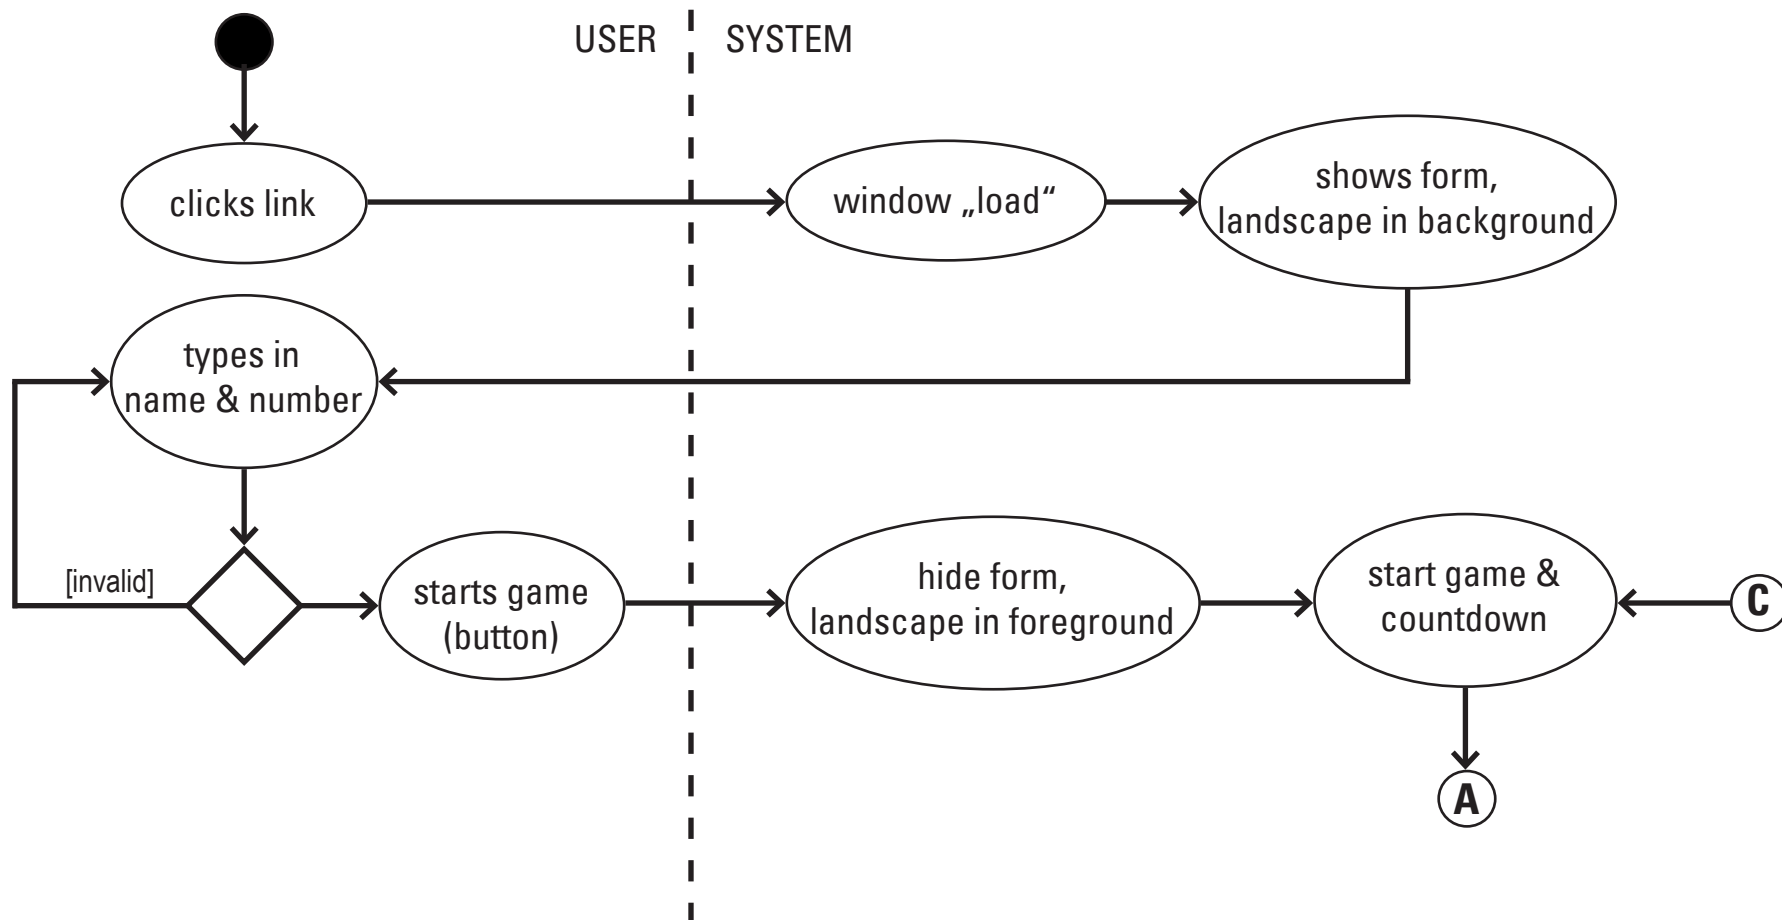 USER
SYSTEM
clicks link
window „load“
shows form,
landscape in background
types in
name & number
[invalid]
starts game
(button)
hide form,
landscape in foreground
start game &
countdown
C
A